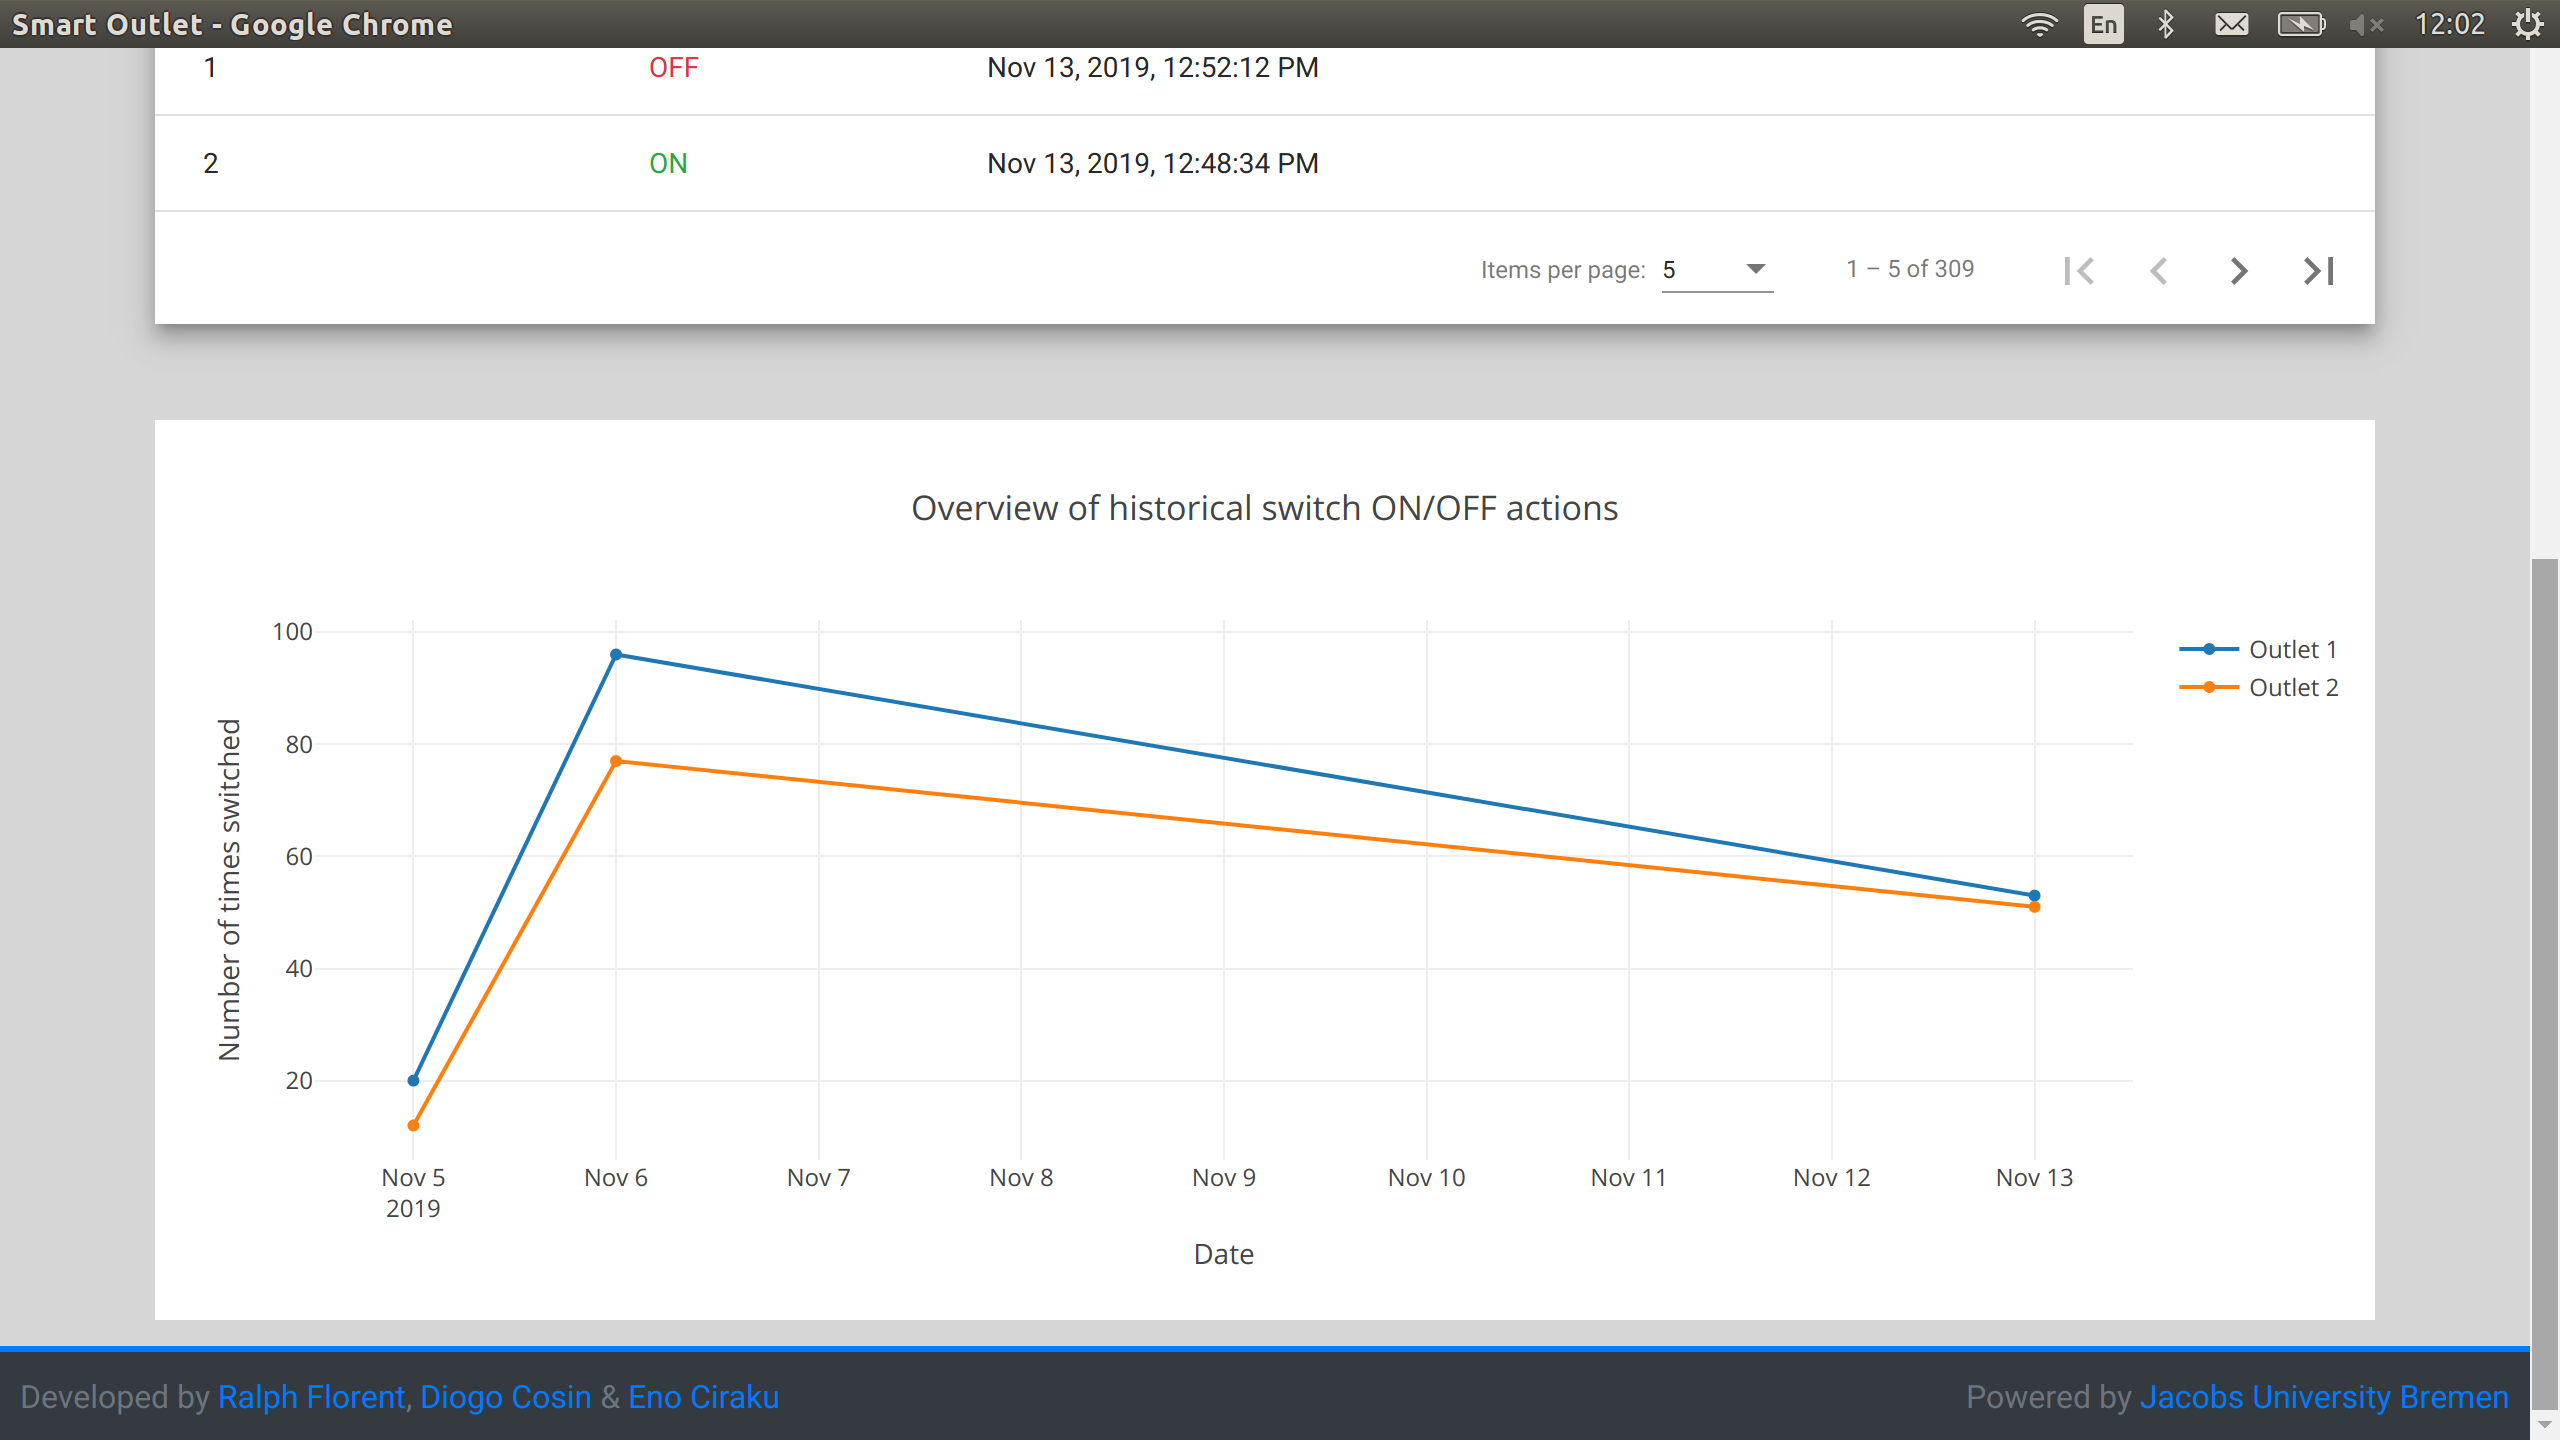 Smart Outlet - Google Chrome
En
12:02
1 OFF Nov 13, 2019, 12:52:12 PM
2 ON Nov 13, 2019, 12:48:34 PM
Items per page: 5 1 – 5 of 309
Overview of historical switch ON/OFF actions
Number of times switched
100
80
60
40
20
Outlet 1
Outlet 2
Nov 5 Nov 6 Nov 7 Nov 8 Nov 9 Nov 10 Nov 11 Nov 12 Nov 13
2019
Date
Developed by Ralph Florent, Diogo Cosin & Eno Ciraku
Powered by Jacobs University Bremen